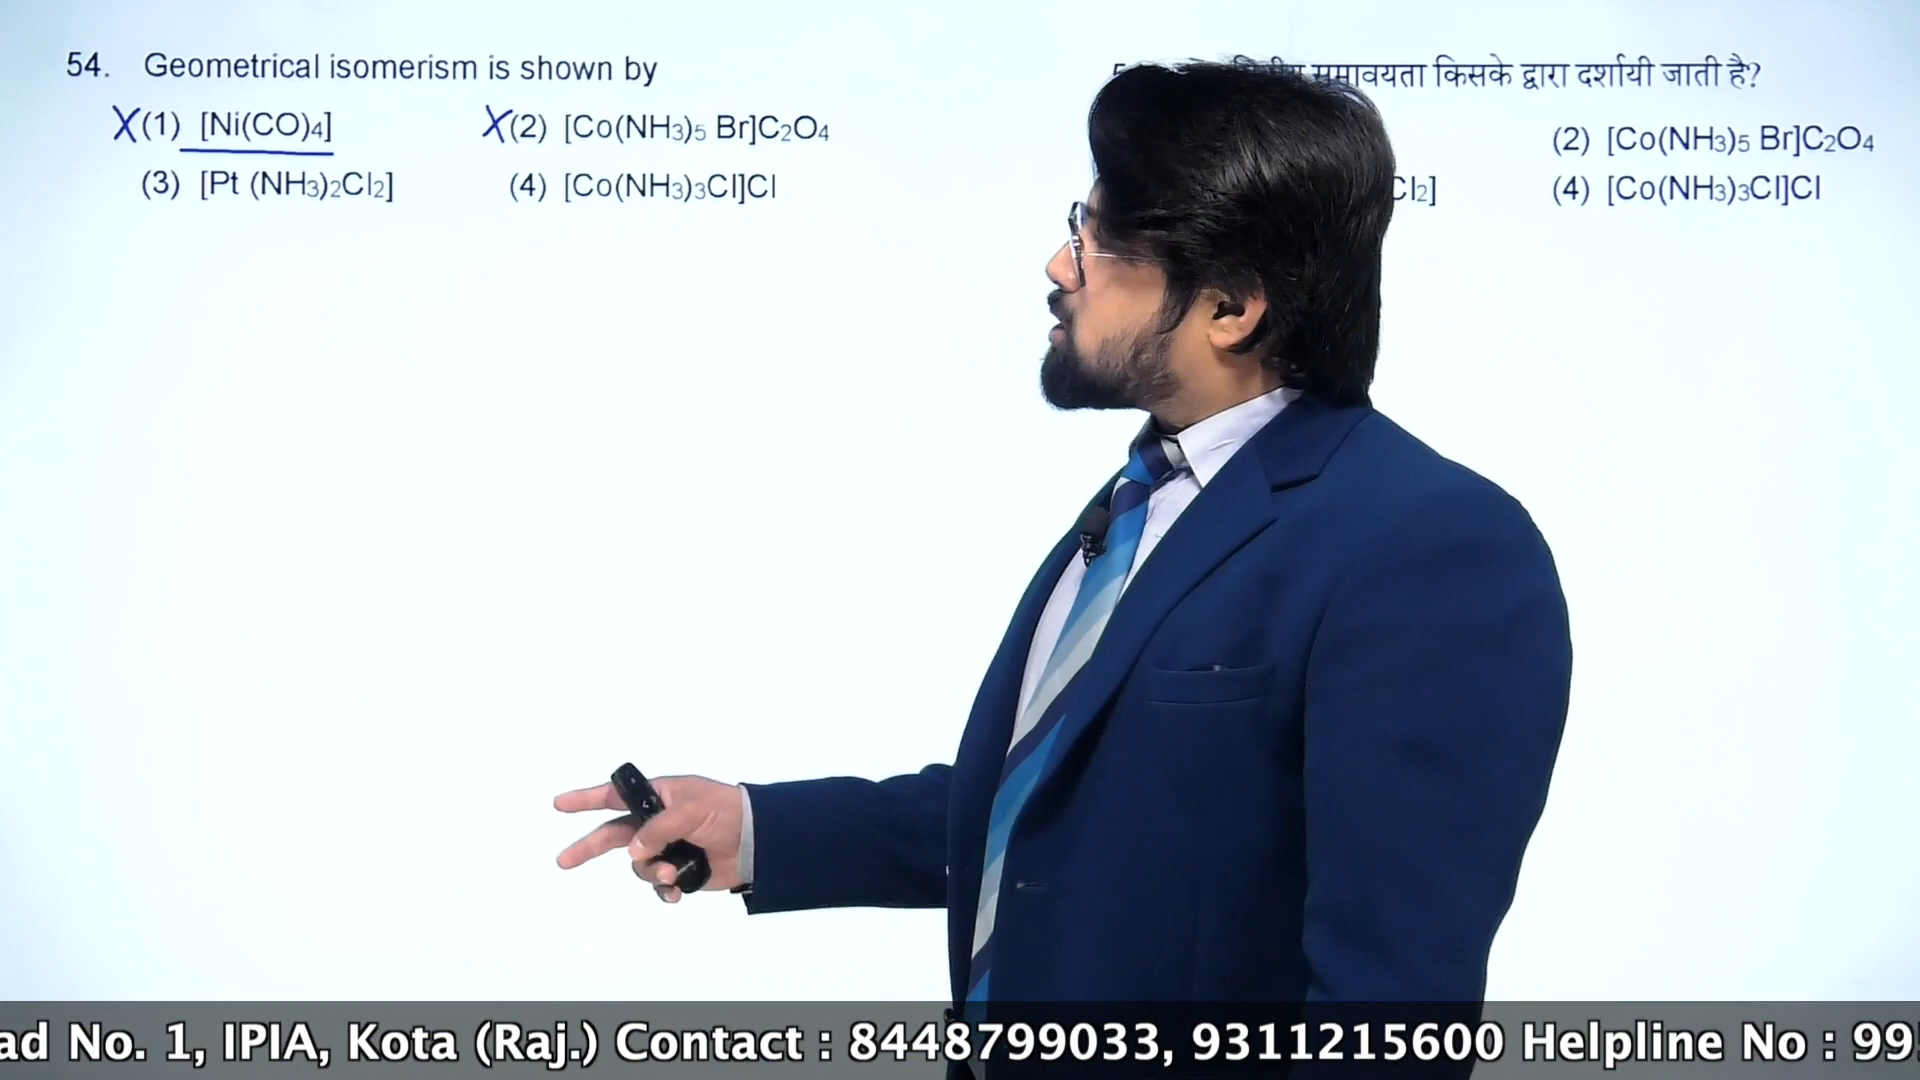 54. Geometrical isomerism is shown by
X(1) [Ni(CO)4] X(2) [Co(NH3)5 Br]C2O4
(3) [Pt (NH3)2Cl2] (4) [Co(NH3)3Cl]Cl
समावयता किसके द्वारा दर्शायी जाती है?
(2) [Co(NH3)5 Br]C2O4
Cl2] (4) [Co(NH3)3Cl]Cl
ad No. 1, IPIA, Kota (Raj.) Contact : 8448799033, 9311215600 Helpline No : 99